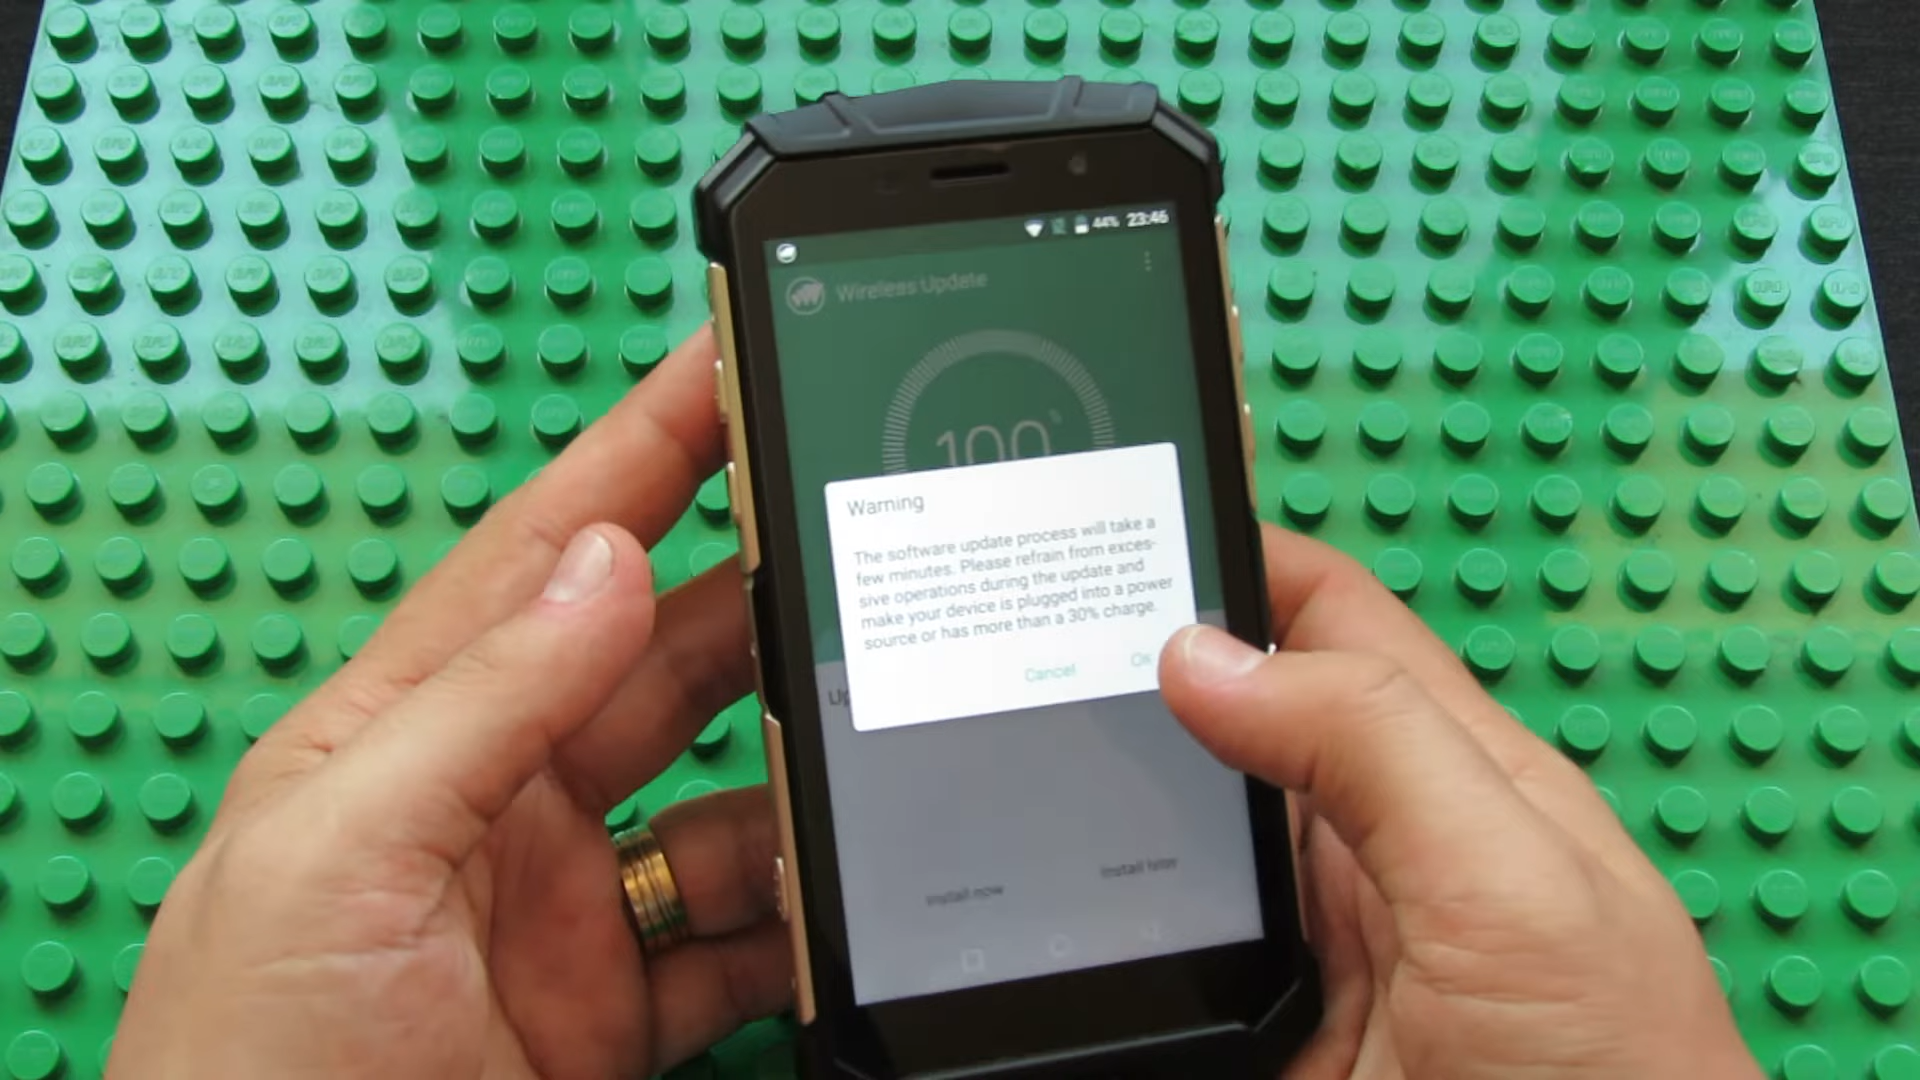 44% 23:46
Wireless Update
100%
Warning
The software update process will take a
few minutes. Please refrain from exces-
sive operations during the update and
make your device is plugged into a power
source or has more than a 30% charge.
Cancel Ok
Up
Install now Install later